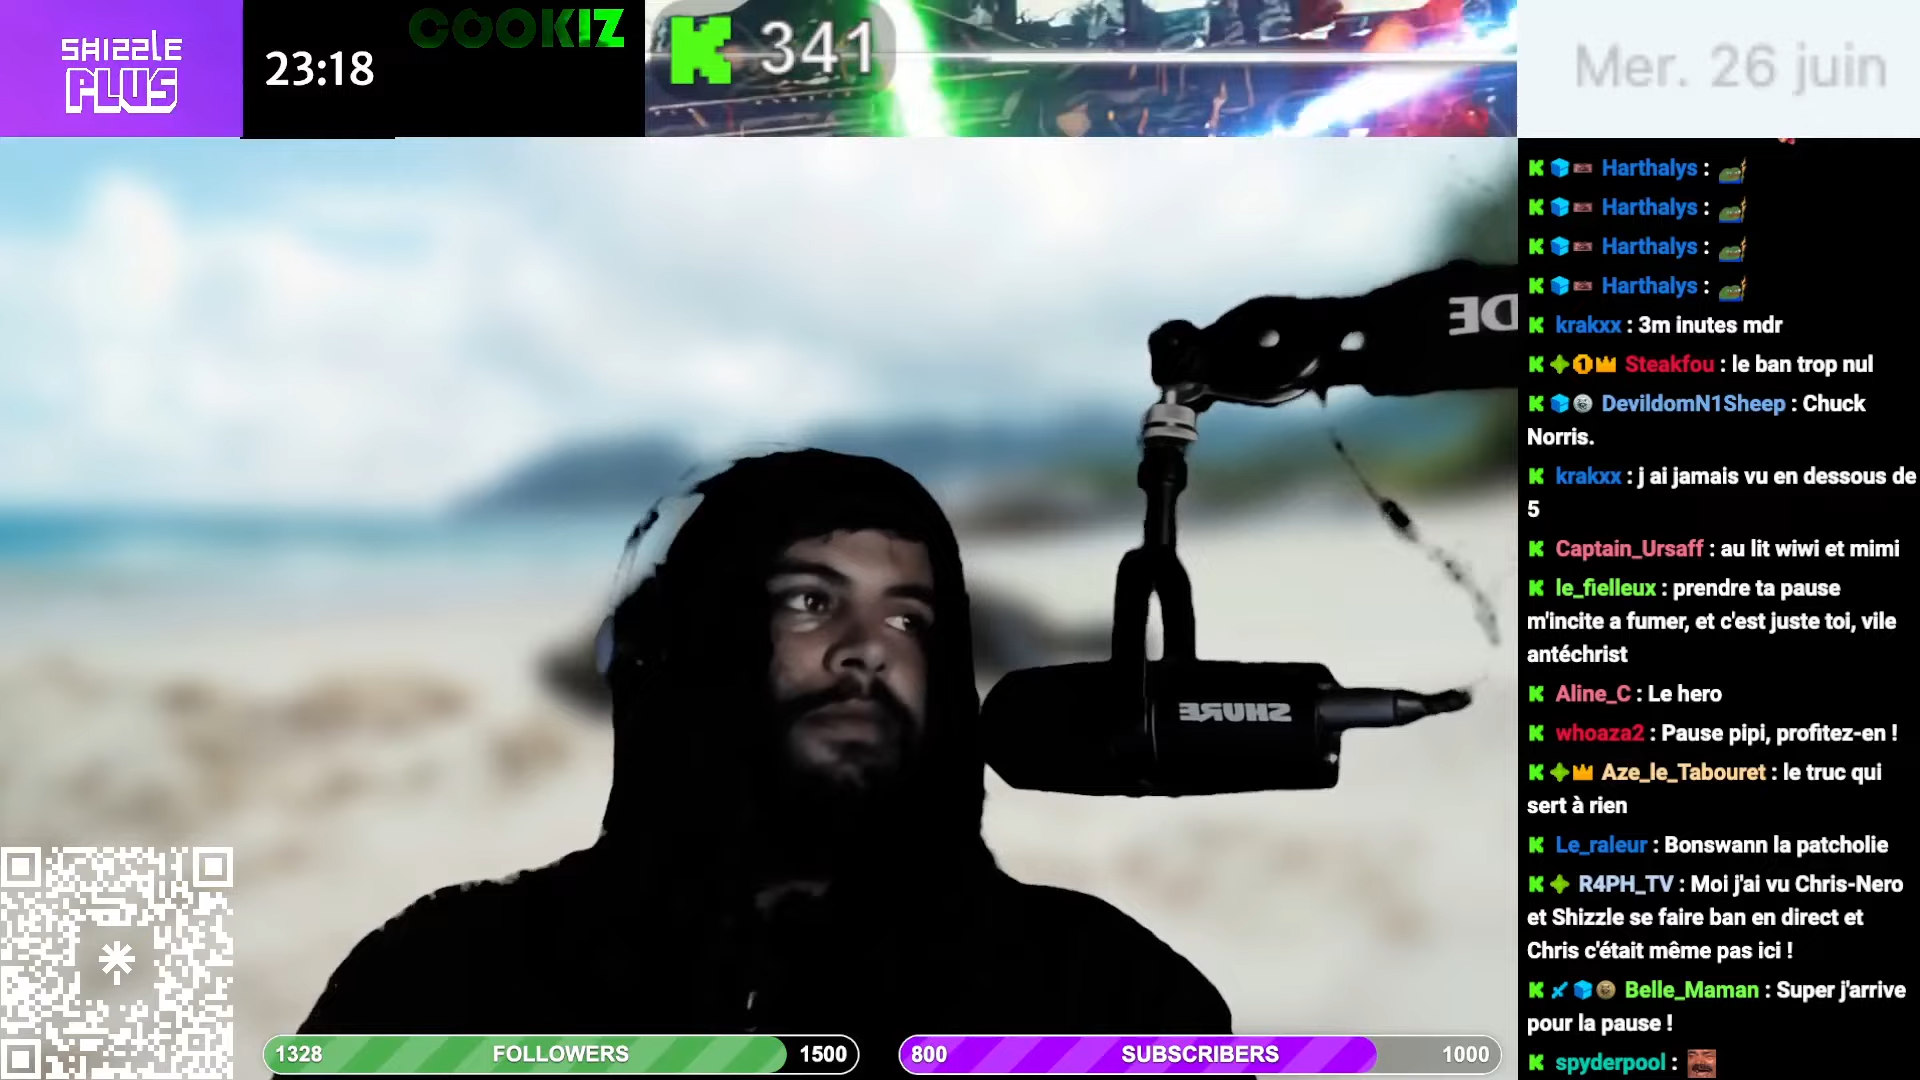 SHIZZLE
PLUS
23:18
COOKIZ
K 341
Mer. 26 juin
Harthalys :
Harthalys :
Harthalys :
Harthalys :
krakxx : 3m inutes mdr
Steakfou : le ban trop nul
DevildomN1Sheep : Chuck
Norris.
krakxx : j ai jamais vu en dessous de
5
Captain_Ursaff : au lit wiwi et mimi
le_fielleux : prendre ta pause
m'incite a fumer, et c'est juste toi, vile
antéchrist
Aline_C : Le hero
whoaza2 : Pause pipi, profitez-en !
Aze_le_Tabouret : le truc qui
sert à rien
Le_raleur : Bonswann la patcholie
R4PH_TV : Moi j'ai vu Chris-Nero
et Shizzle se faire ban en direct et
Chris c'était même pas ici !
Belle_Maman : Super j'arrive
pour la pause !
spyderpool :
DE
SHURE
1328 FOLLOWERS 1500
800 SUBSCRIBERS 1000